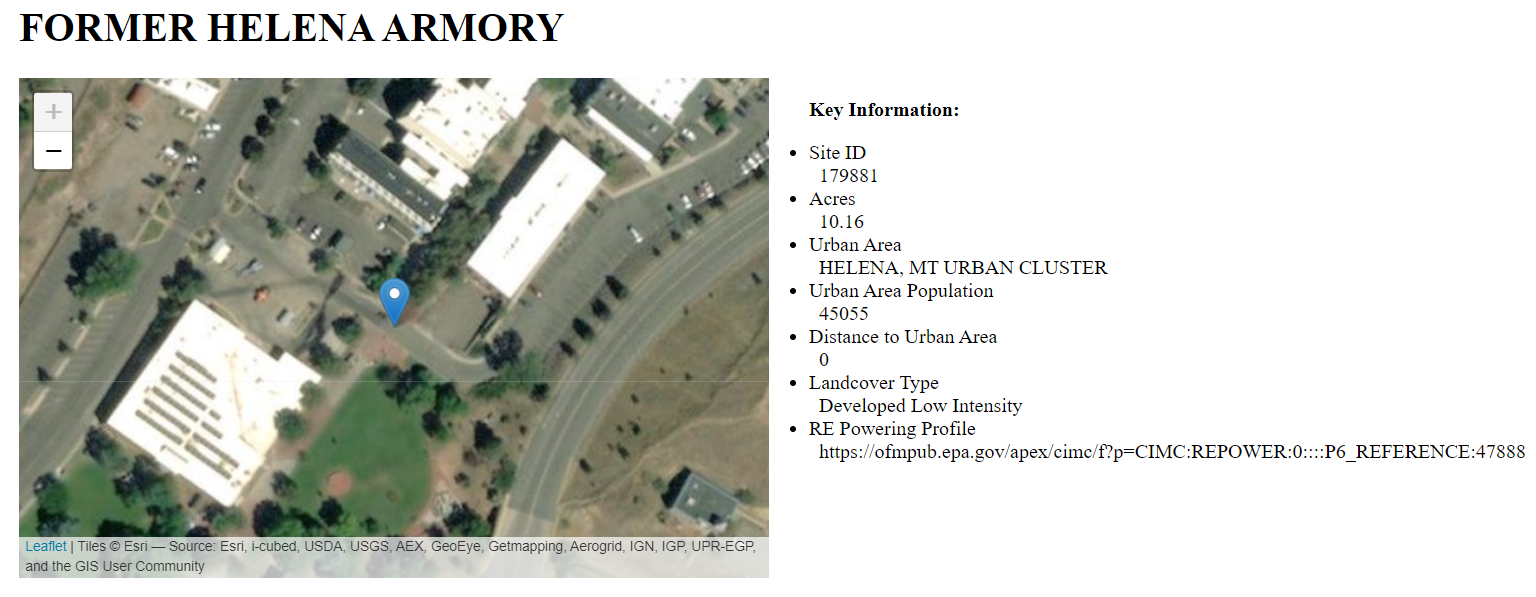 FORMER HELENA ARMORY
+
−
Leaflet | Tiles © Esri — Source: Esri, i-cubed, USDA, USGS, AEX, GeoEye, Getmapping, Aerogrid, IGN, IGP, UPR-EGP,
and the GIS User Community
Key Information:
• Site ID
179881
• Acres
10.16
• Urban Area
HELENA, MT URBAN CLUSTER
• Urban Area Population
45055
• Distance to Urban Area
0
• Landcover Type
Developed Low Intensity
• RE Powering Profile
https://ofmpub.epa.gov/apex/cimc/f?p=CIMC:REPOWER:0::::P6_REFERENCE:47888